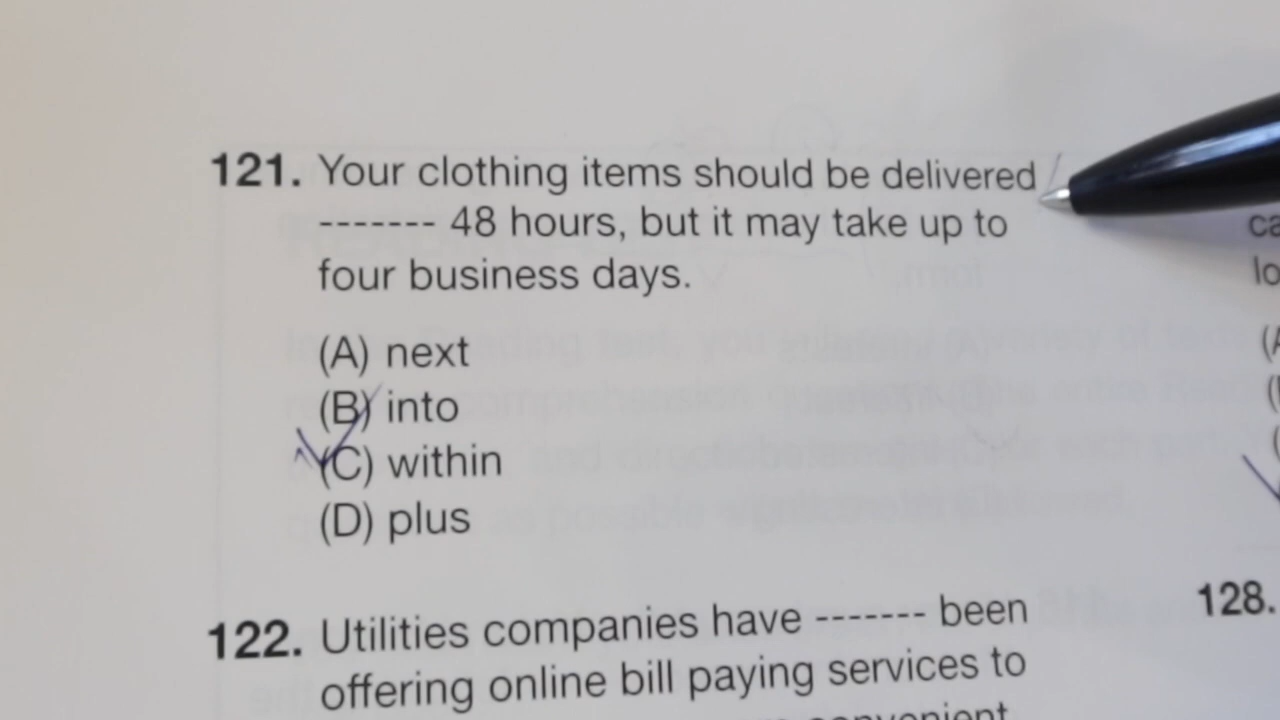 121. Your clothing items should be delivered
------- 48 hours, but it may take up to
four business days.
(A) next
(B) into
(C) within
(D) plus
122. Utilities companies have ------- been
offering online bill paying services to
convenient
128.